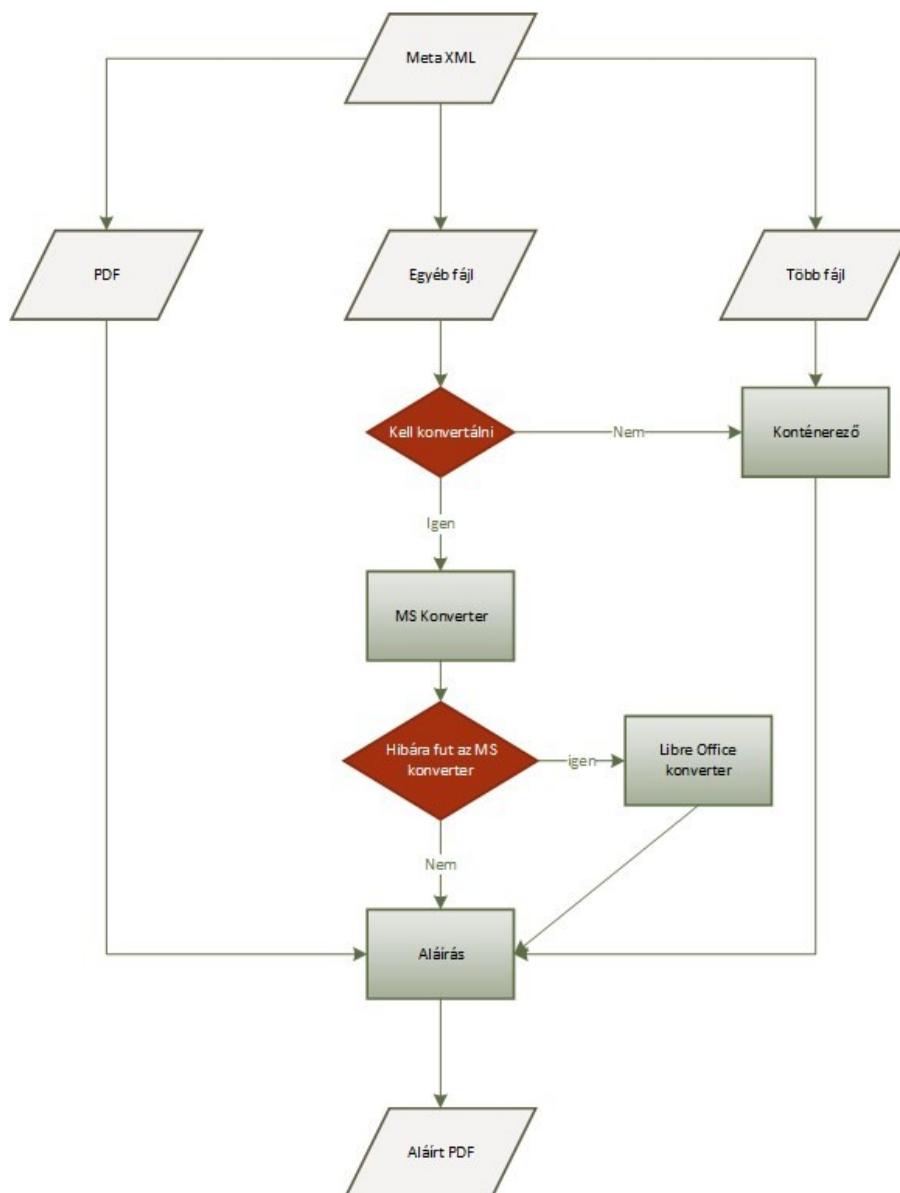 Meta XML
PDF
Egyéb fájl
Több fájl
Kell konvertálni
Nem
Konténerező
Igen
MS Konverter
Hibára fut az MS
konverter
igen
Libre Office
konverter
Nem
Aláírás
Aláírt PDF